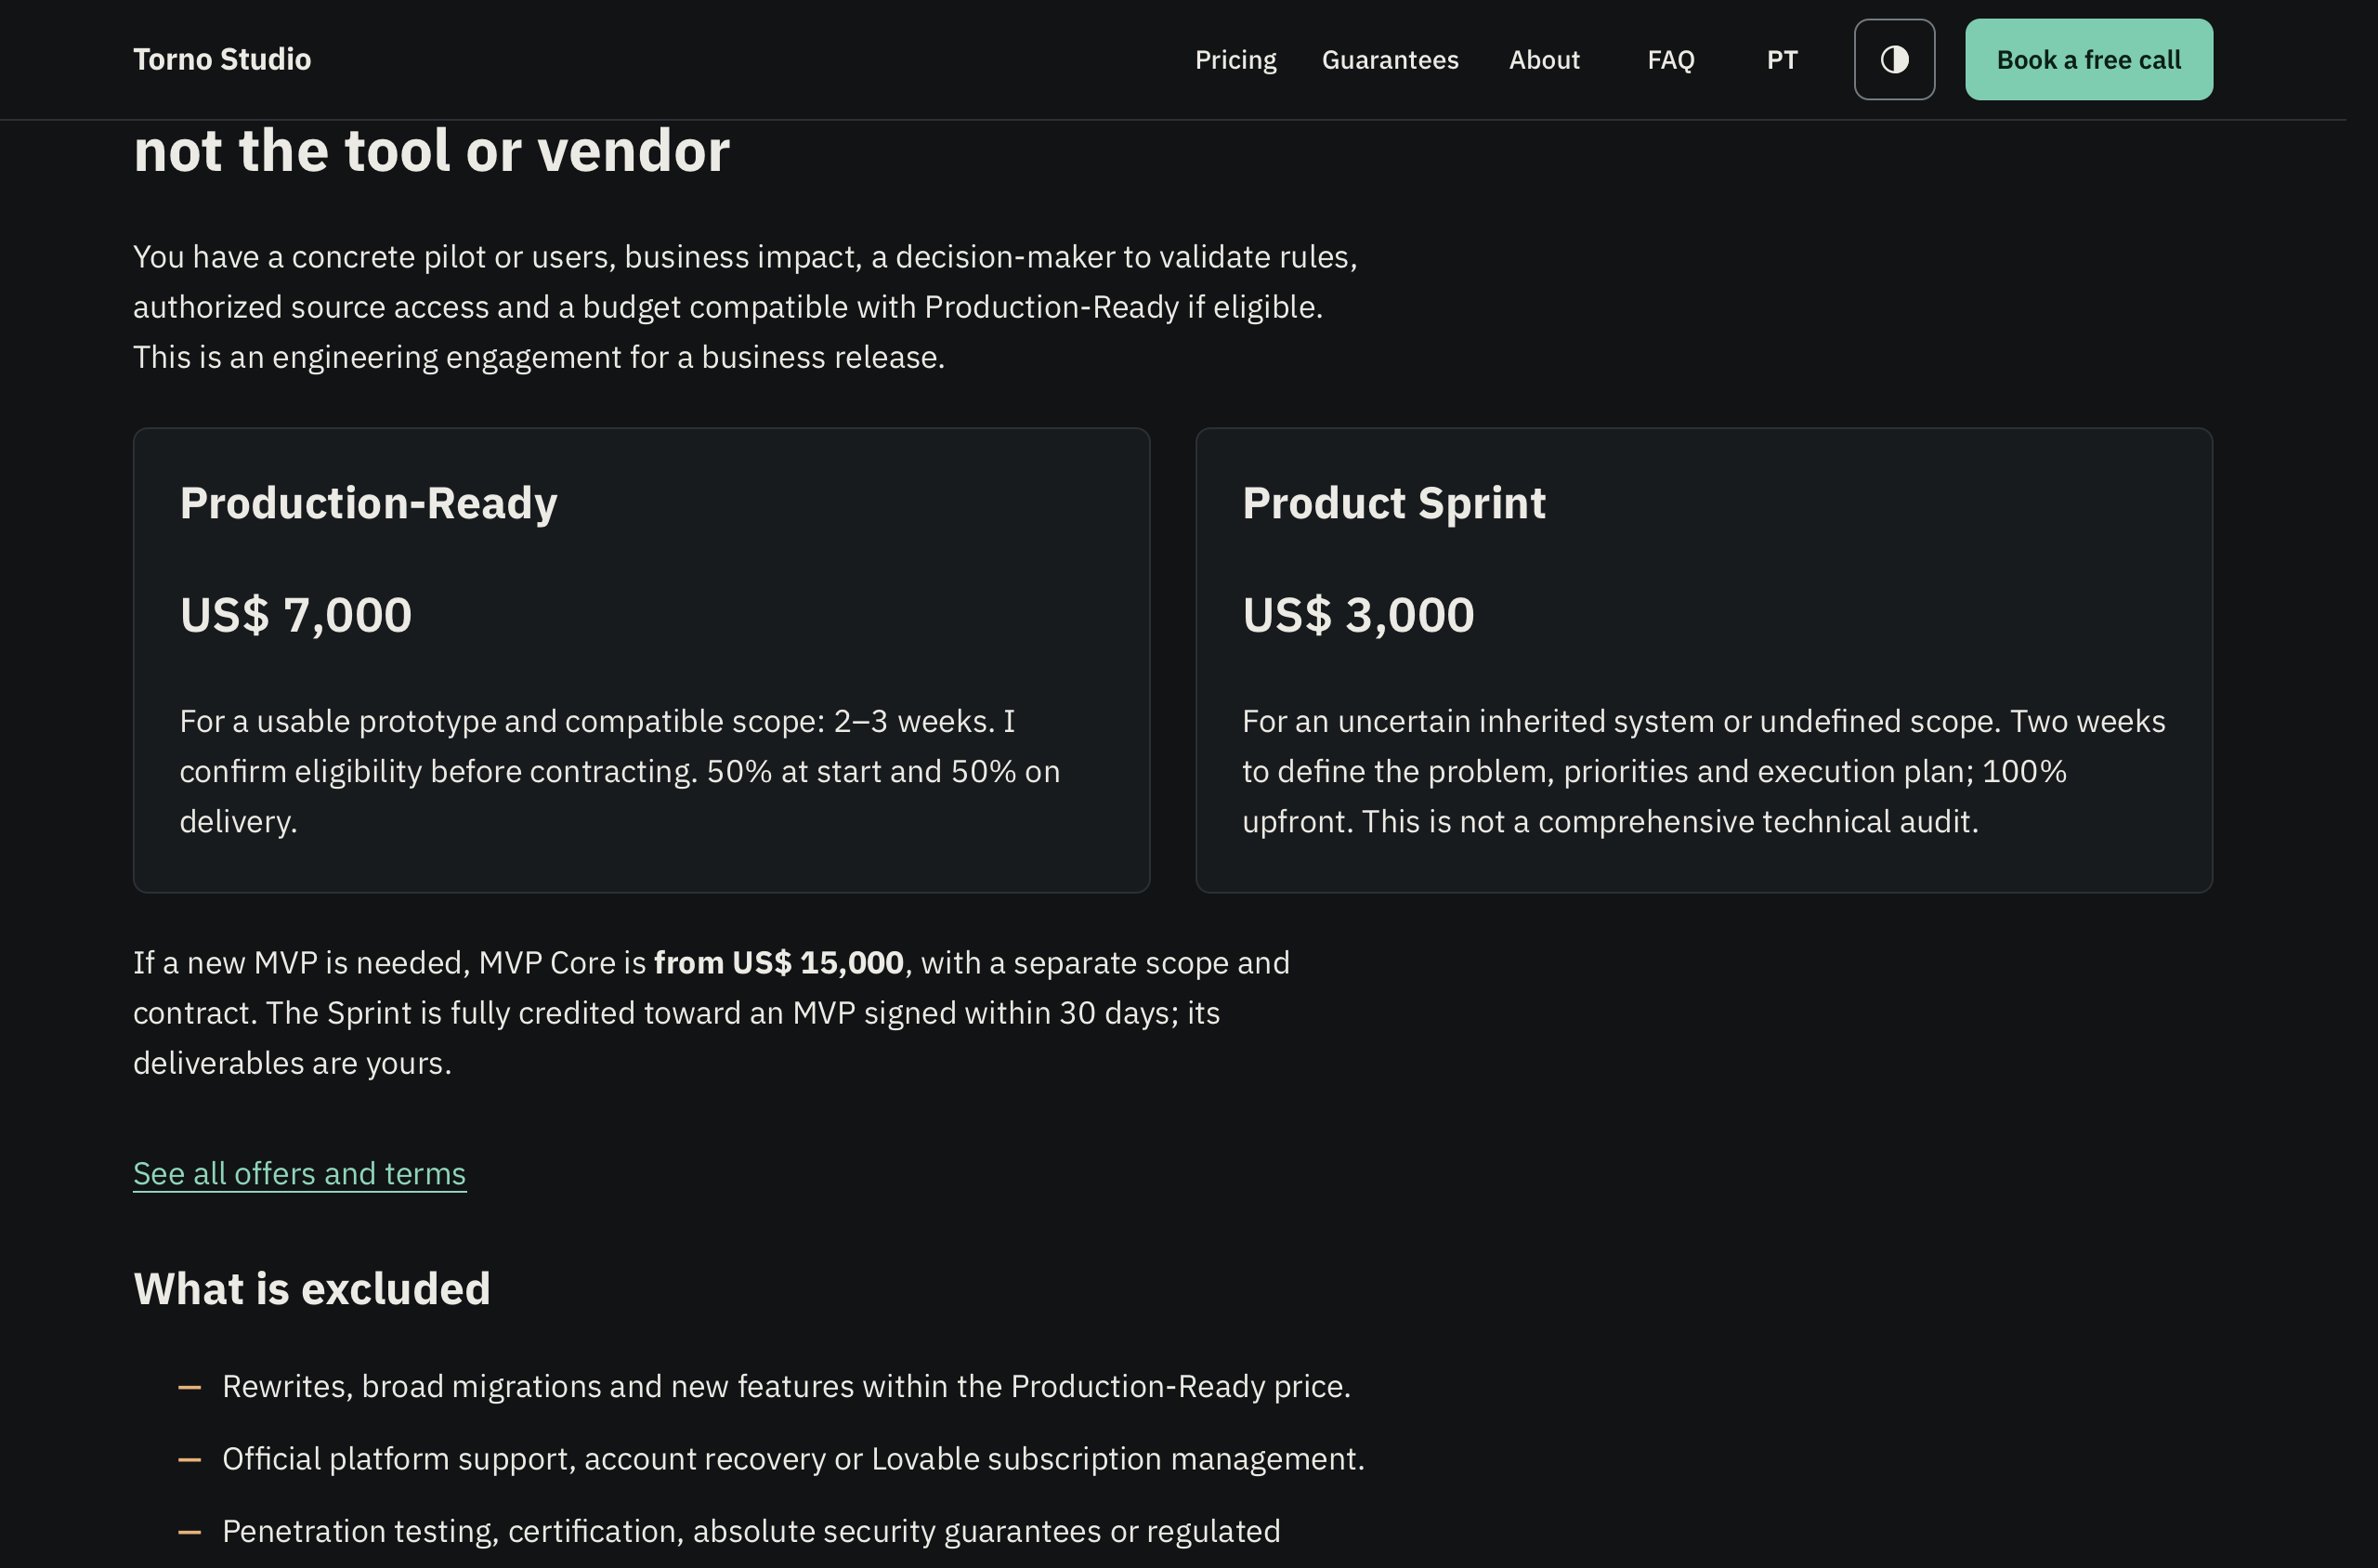 Torno Studio
Pricing
Guarantees
About
FAQ
PT
Book a free call
not the tool or vendor
You have a concrete pilot or users, business impact, a decision-maker to validate rules,
authorized source access and a budget compatible with Production-Ready if eligible.
This is an engineering engagement for a business release.
Production-Ready
US$ 7,000
For a usable prototype and compatible scope: 2–3 weeks. I
confirm eligibility before contracting. 50% at start and 50% on
delivery.
Product Sprint
US$ 3,000
For an uncertain inherited system or undefined scope. Two weeks
to define the problem, priorities and execution plan; 100%
upfront. This is not a comprehensive technical audit.
If a new MVP is needed, MVP Core is from US$ 15,000, with a separate scope and
contract. The Sprint is fully credited toward an MVP signed within 30 days; its
deliverables are yours.
See all offers and terms
What is excluded
— Rewrites, broad migrations and new features within the Production-Ready price.
— Official platform support, account recovery or Lovable subscription management.
— Penetration testing, certification, absolute security guarantees or regulated